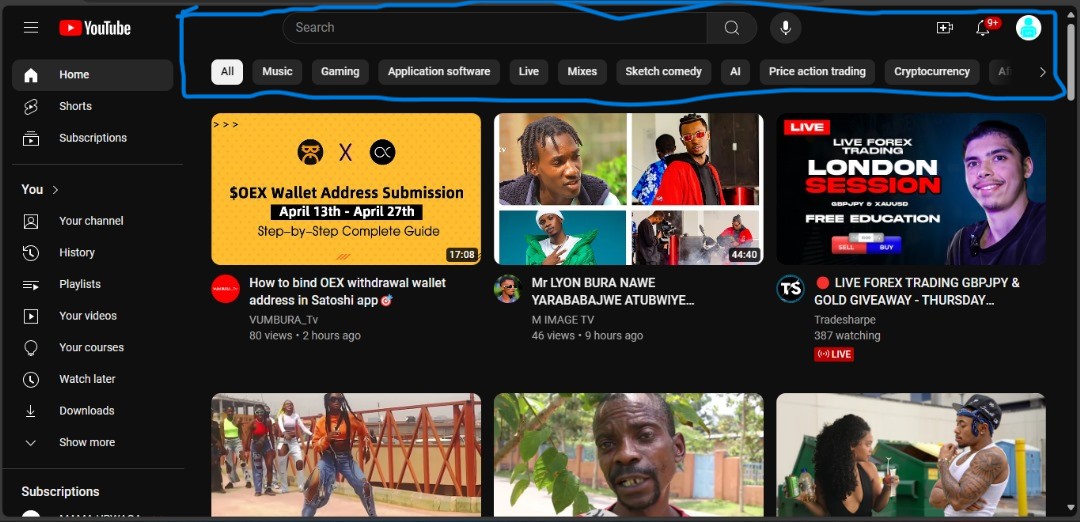 YouTube
Search
9+
All
Music
Gaming
Application software
Live
Mixes
Sketch comedy
AI
Price action trading
Cryptocurrency
Home
Shorts
Subscriptions
You
Your channel
History
Playlists
Your videos
Your courses
Watch later
Downloads
Show more
Subscriptions
> > >
X
$OEX Wallet Address Submission
April 13th - April 27th
Step-by-Step Complete Guide
17:08
How to bind OEX withdrawal wallet
address in Satoshi app🎯
VUMBURA_Tv
80 views • 2 hours ago
44:40
Mr LYON BURA NAWE
YARABABAJWE ATUBWIYE...
M IMAGE TV
46 views • 9 hours ago
LIVE
LIVE FOREX
TRADING
LONDON
SESSION
GBPJPY & XAUUSD
FREE EDUCATION
SELL
BUY
TS
🔴 LIVE FOREX TRADING GBPJPY &
GOLD GIVEAWAY - THURSDAY...
Tradesharpe
387 watching
LIVE